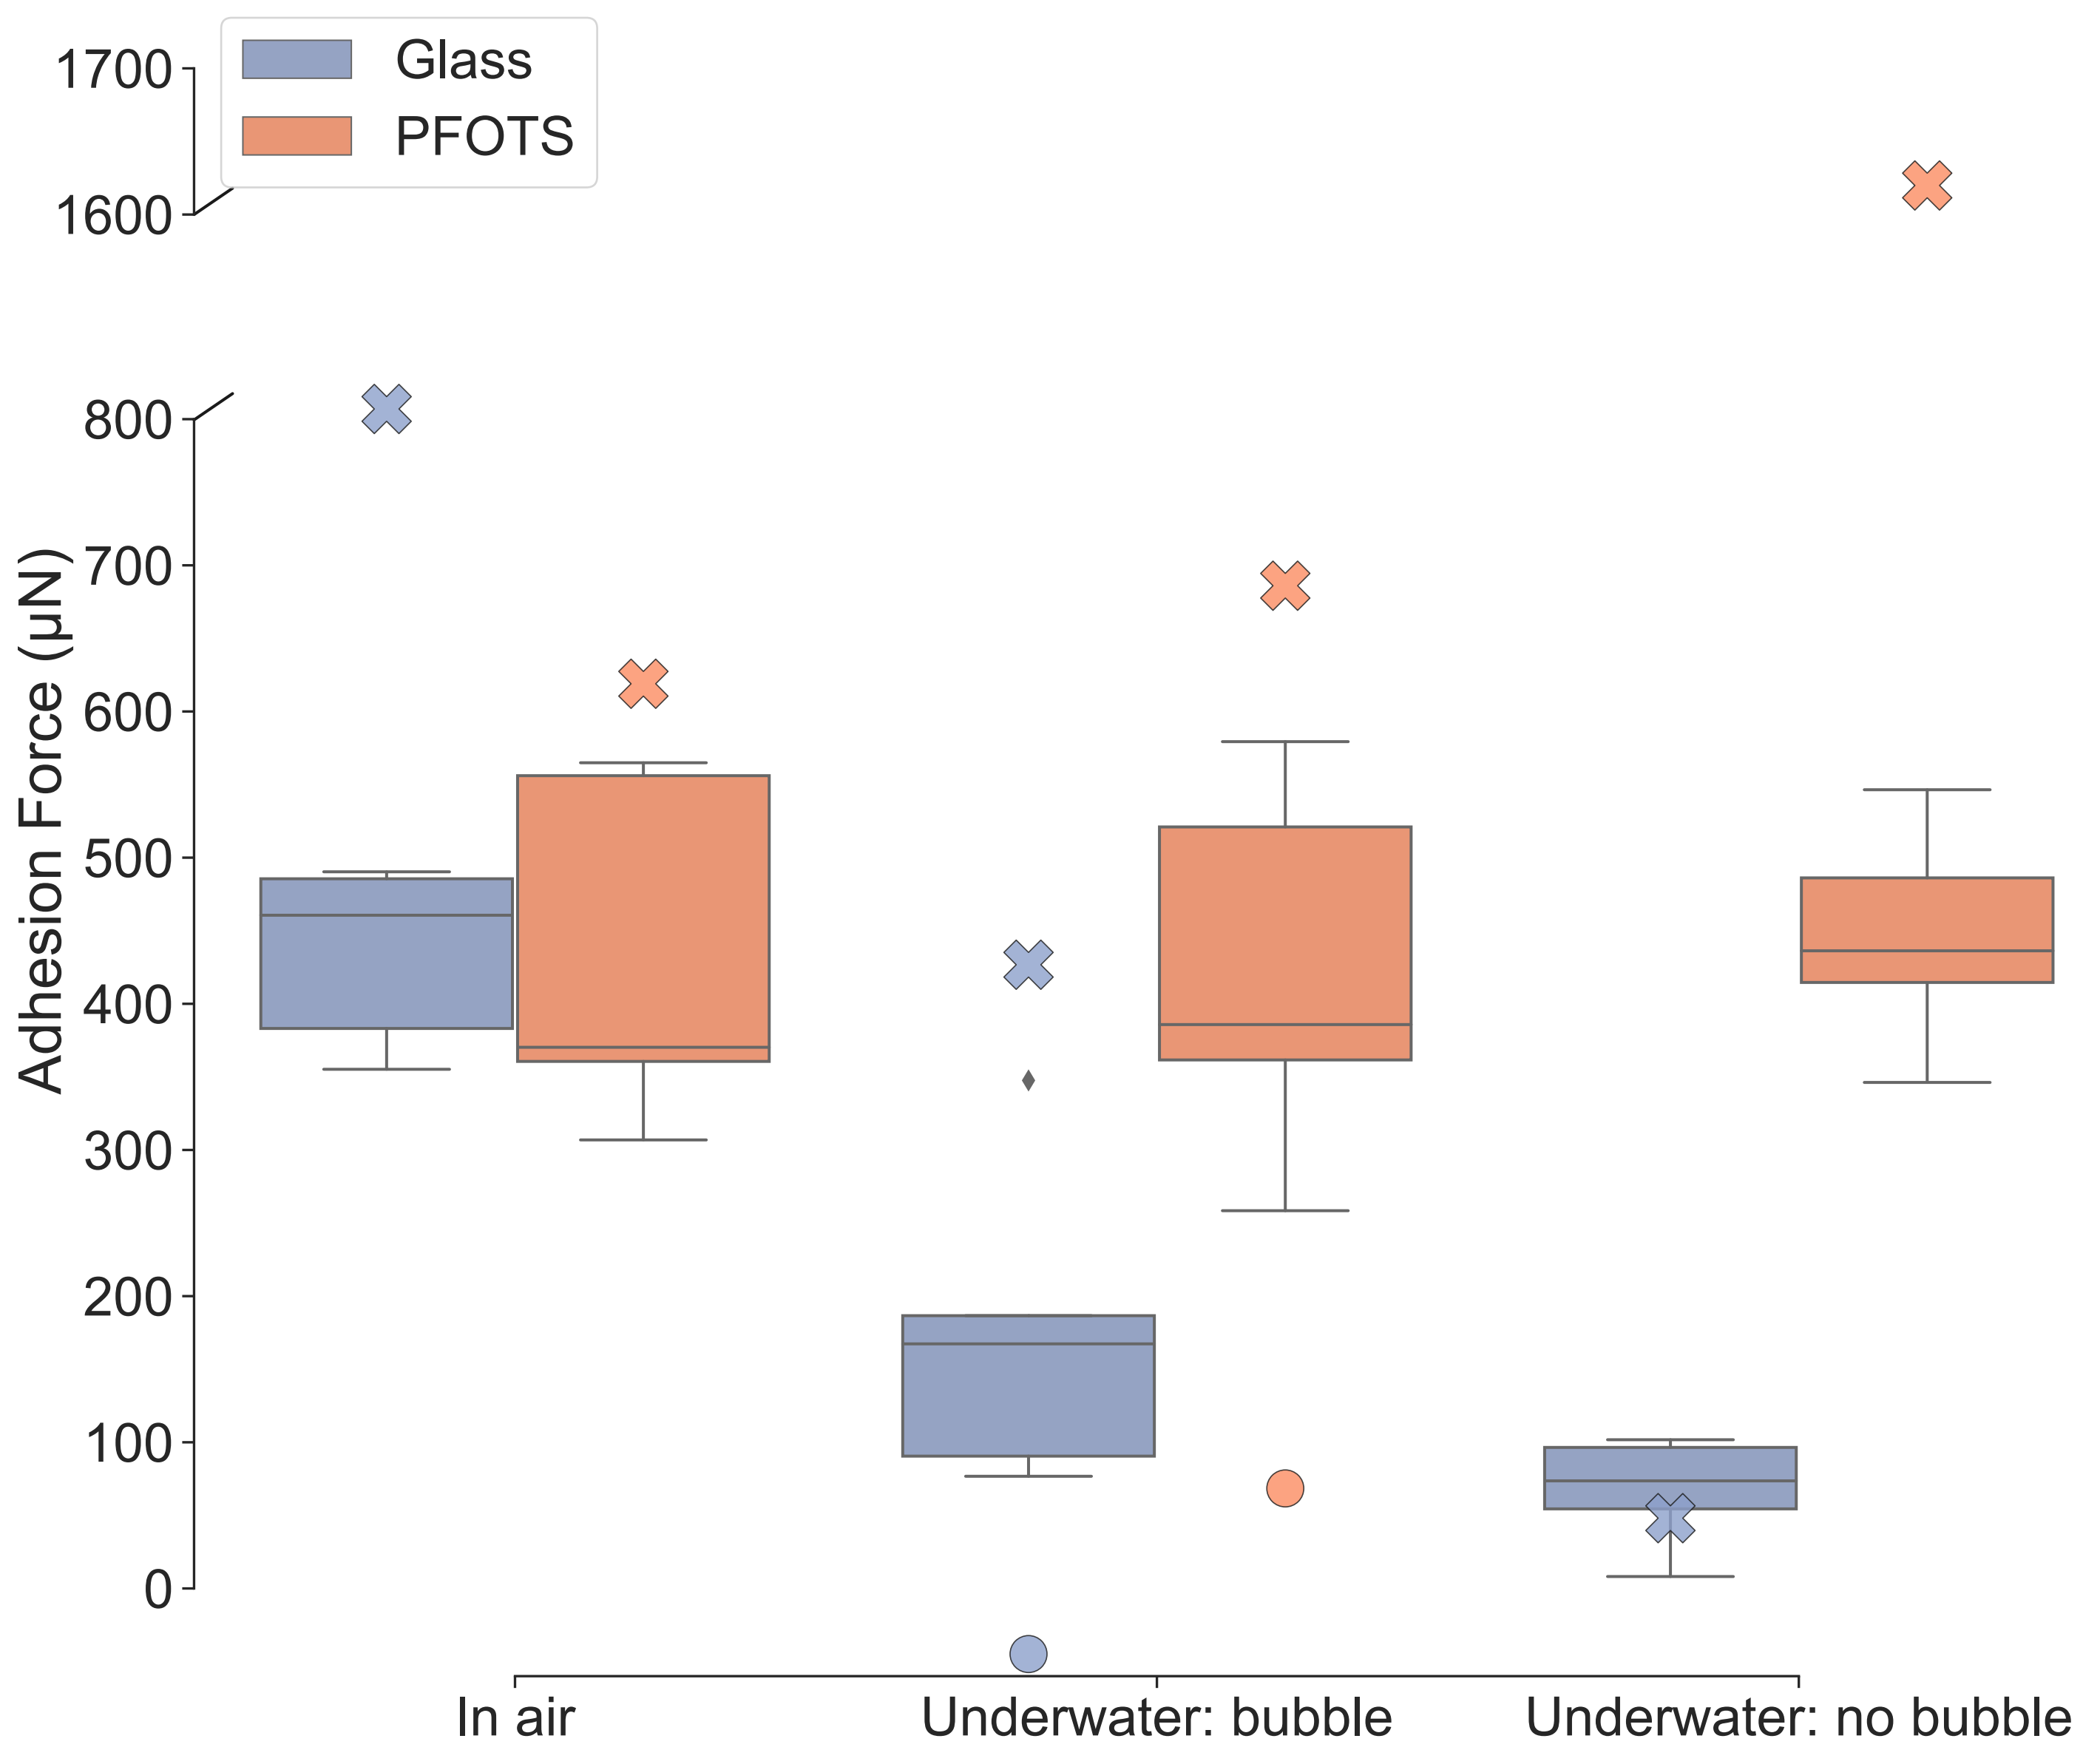 Glass
PFOTS
1700
1600
800
700
600
500
400
300
200
100
0
Adhesion Force (µN)
In air
Underwater: bubble
Underwater: no bubble